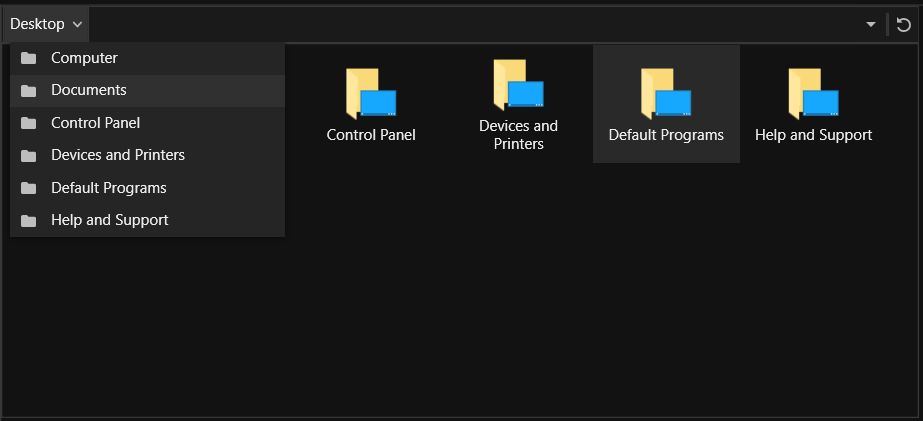 Desktop
Computer
Documents
Control Panel
Devices and Printers
Default Programs
Help and Support
Control Panel
Devices and
Printers
Default Programs
Help and Support